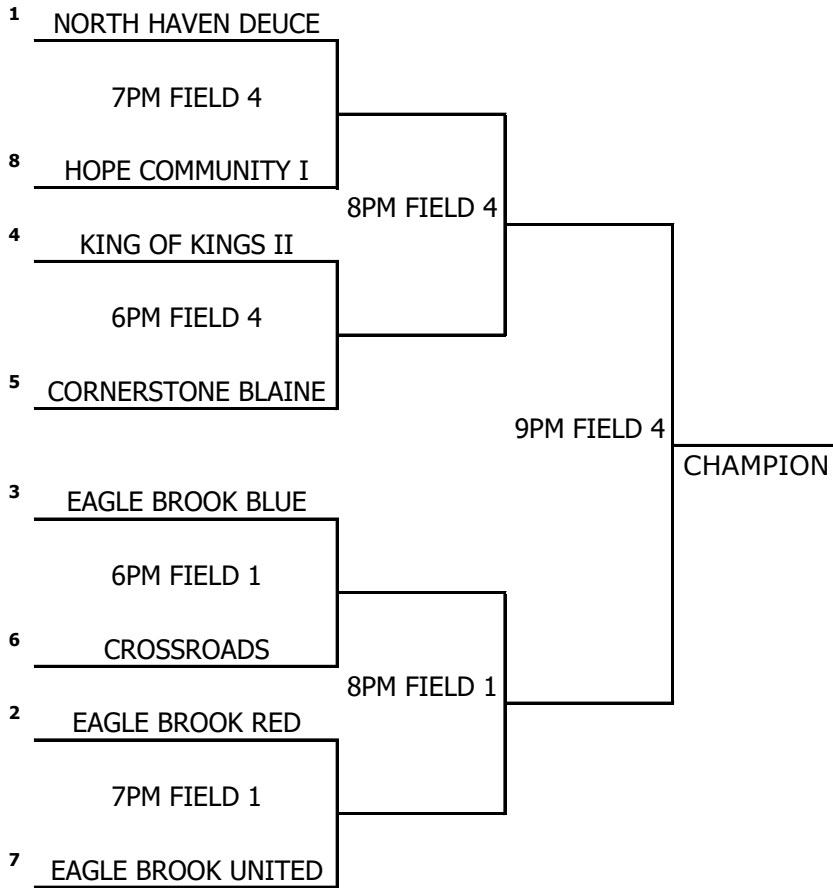 1 NORTH HAVEN DEUCE
7PM FIELD 4
8 HOPE COMMUNITY I
8PM FIELD 4
4 KING OF KINGS II
6PM FIELD 4
5 CORNERSTONE BLAINE
9PM FIELD 4
CHAMPION
3 EAGLE BROOK BLUE
6PM FIELD 1
6 CROSSROADS
8PM FIELD 1
2 EAGLE BROOK RED
7PM FIELD 1
7 EAGLE BROOK UNITED